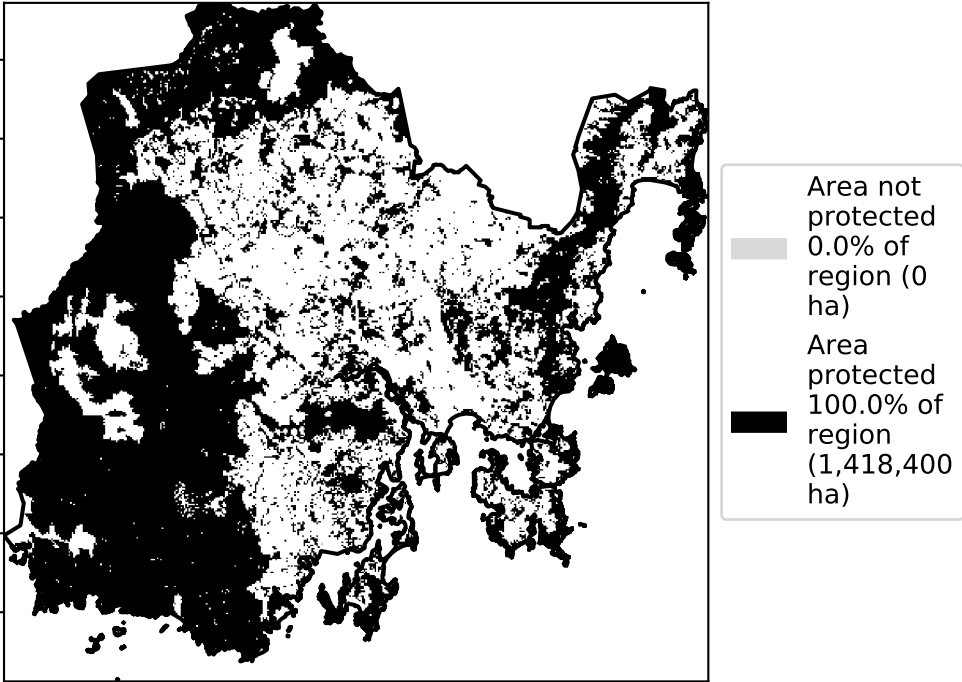 Area not
protected
0.0% of
region (0
ha)
Area
protected
100.0% of
region
(1,418,400
ha)